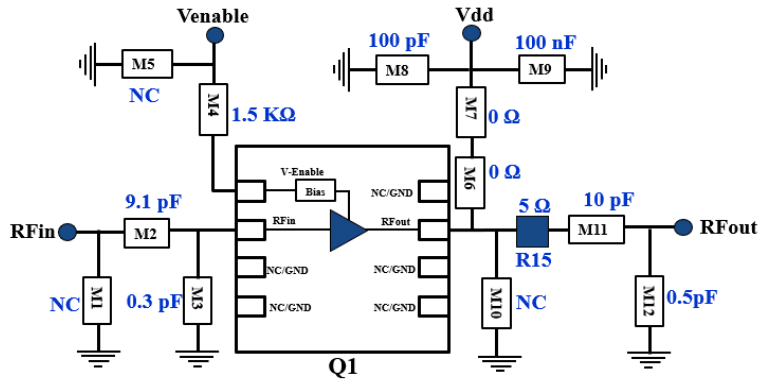 Venable
Vdd
100 pF
100 nF
M5
M8
M9
NC
M4
1.5 KΩ
M7
0 Ω
V-Enable
Bias
NC/GND
M6
0 Ω
9.1 pF
5 Ω
10 pF
RFin
M2
RFin
RFout
M11
RFout
R15
NC/GND
NC/GND
NC
M1
0.3 pF
M3
NC/GND
NC/GND
M10
NC
M12
0.5pF
Q1